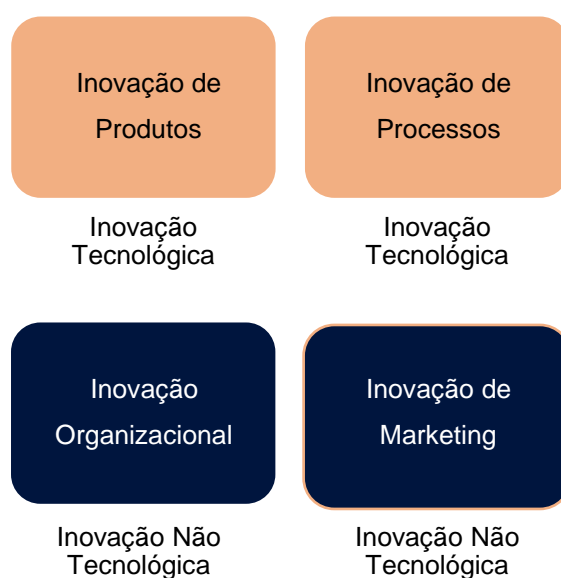 Inovação de
Produtos
Inovação de
Processos
Inovação
Tecnológica
Inovação
Tecnológica
Inovação
Organizacional
Inovação de
Marketing
Inovação Não
Tecnológica
Inovação Não
Tecnológica